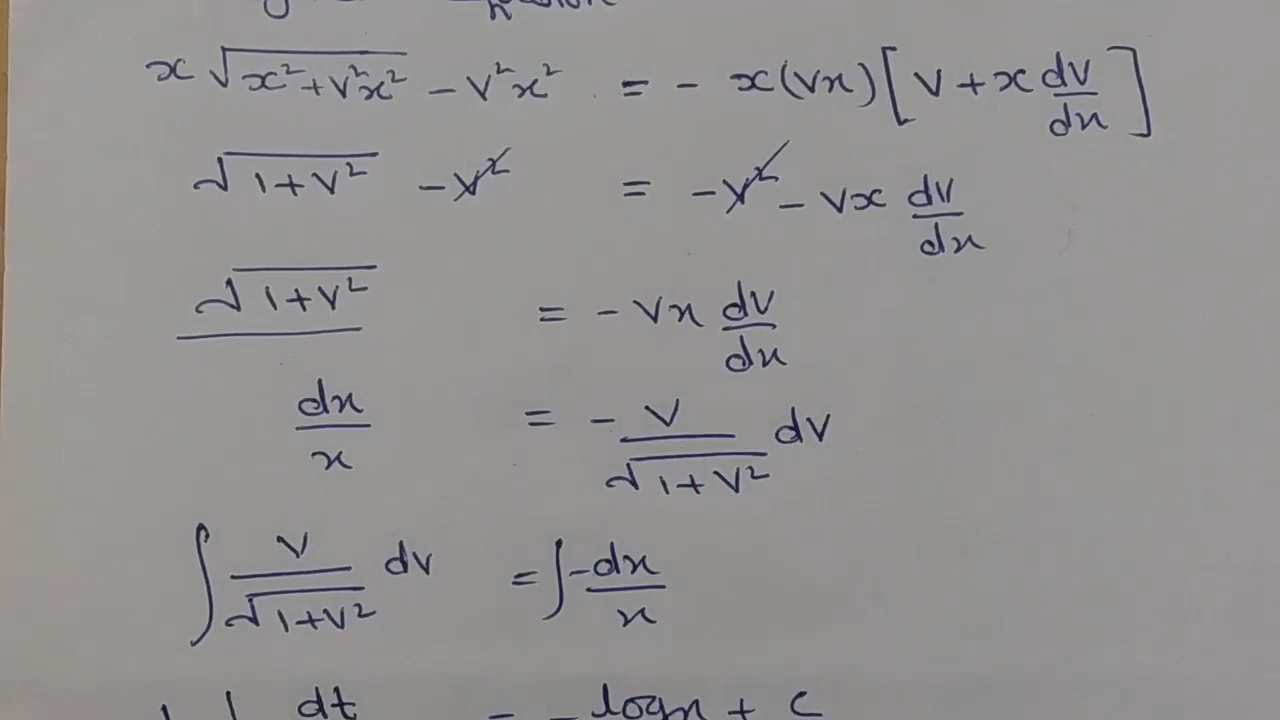 x √(x²+v²x²) - v²x² = - x(vx) [v + x dv/dx]
√(1+v²) - v² = - v² - vx dv/dx
√(1+v²) = - vx dv/dx
dx/x = - v/√(1+v²) dv
∫ v/√(1+v²) dv = ∫ -dx/x
dt = - logx + c